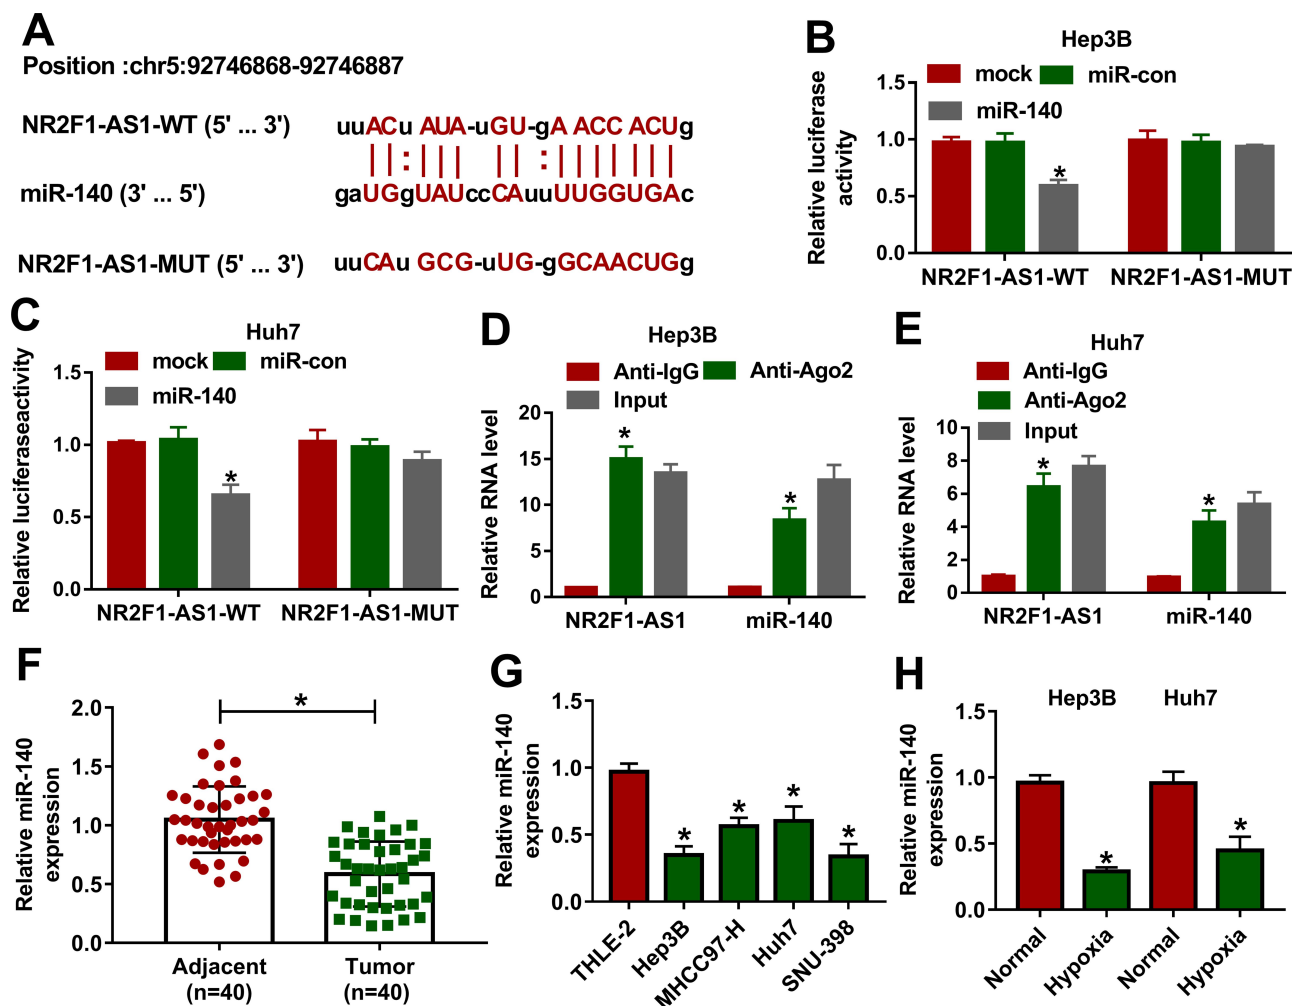 A
Position :chr5:92746868-92746887
NR2F1-AS1-WT (5' ... 3') uuACu AUA-uGU-gA ACC ACUg
miR-140 (3' ... 5') gaUGgUAUccCAuuUUGGUGAc
NR2F1-AS1-MUT (5' ... 3') uuCAu GCG-uUG-gGCAACUGg
B
Hep3B
mock miR-con
miR-140
Relative luciferase
activity
1.5
1.0
0.5
0.0
*
NR2F1-AS1-WT NR2F1-AS1-MUT
C
Huh7
mock miR-con
miR-140
Relative luciferaseactivity
1.5
1.0
0.5
0.0
*
NR2F1-AS1-WT NR2F1-AS1-MUT
D
Hep3B
Anti-IgG Anti-Ago2
Input
Relative RNA level
20
15
10
5
0
* *
NR2F1-AS1 miR-140
E
Huh7
Anti-IgG
Anti-Ago2
Input
Relative RNA level
10
8
6
4
2
0
* *
NR2F1-AS1 miR-140
F
Relative miR-140
expression
2.0
1.5
1.0
0.5
0.0
*
Adjacent Tumor
(n=40) (n=40)
G
Relative miR-140
expression
1.5
1.0
0.5
0.0
* * * *
THLE-2 Hep3B MHCC97-H Huh7 SNU-398
H
Hep3B Huh7
Relative miR-140
expression
1.5
1.0
0.5
0.0
* *
Normal Hypoxia Normal Hypoxia